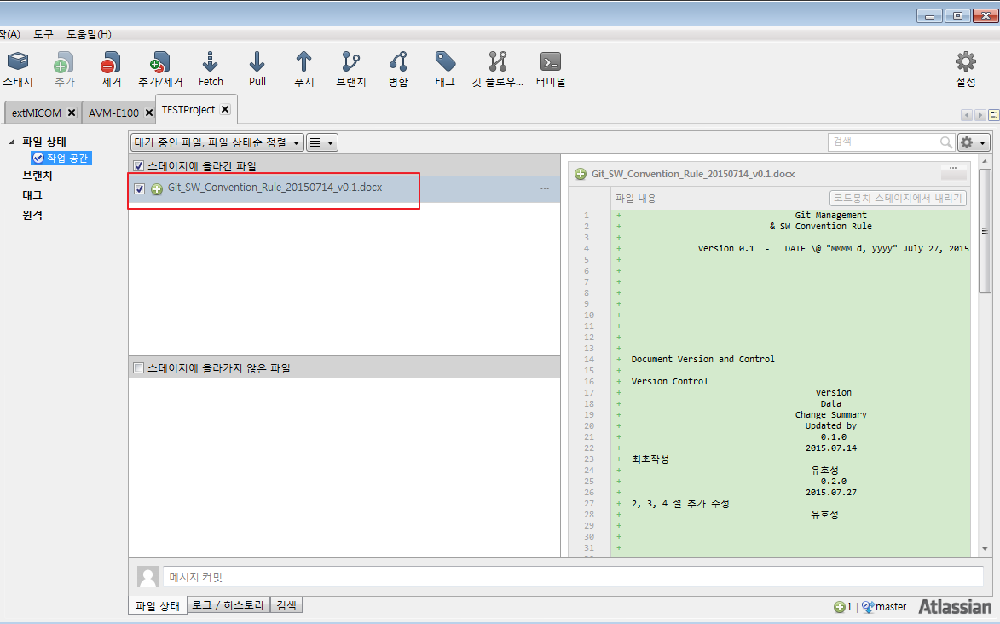 작(A) 도구 도움말(H)
스태시 추가 제거 추가/제거 Fetch Pull 푸시 브랜치 병합 태그 깃 플로우... 터미널 설정
extMICOM AVM-E100 TESTProject
파일 상태
작업 공간
브랜치
태그
원격
대기 중인 파일, 파일 상태순 정렬
검색
스테이지에 올라간 파일
Git_SW_Convention_Rule_20150714_v0.1.docx ...
스테이지에 올라가지 않은 파일
Git_SW_Convention_Rule_20150714_v0.1.docx ...
파일 내용 코드뭉치 스테이지에서 내리기
1 + Git Management
2 + & SW Convention Rule
3 +
4 + Version 0.1 - DATE \@ "MMMM d, yyyy" July 27, 2015
5 +
6 +
7 +
8 +
9 +
10 +
11 +
12 +
13 +
14 + Document Version and Control
15 +
16 + Version Control
17 + Version
18 + Data
19 + Change Summary
20 + Updated by
21 + 0.1.0
22 + 2015.07.14
23 + 최초작성
24 + 유호성
25 + 0.2.0
26 + 2015.07.27
27 + 2, 3, 4 절 추가 수정
28 + 유호성
29 +
30 +
31 +
메시지 커밋
파일 상태 로그 / 히스토리 검색
1 | master Atlassian